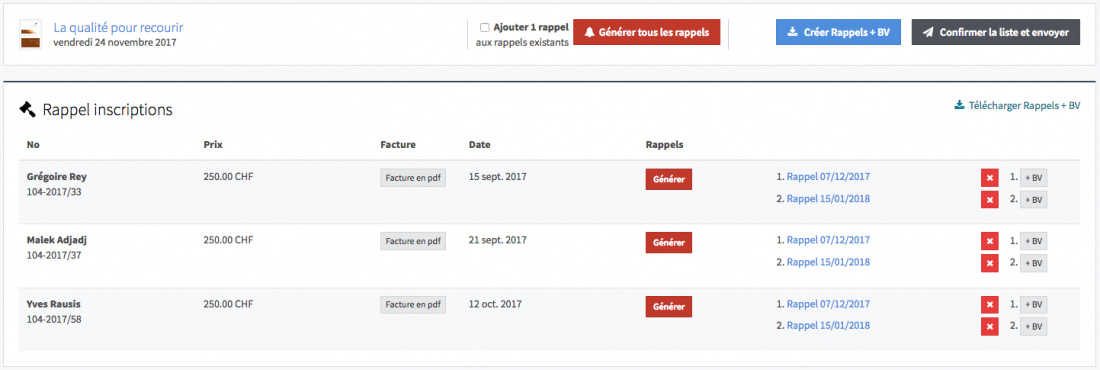 La qualité pour recourir
vendredi 24 novembre 2017
Ajouter 1 rappel
aux rappels existants
Générer tous les rappels
Créer Rappels + BV
Confirmer la liste et envoyer
Rappel inscriptions
Télécharger Rappels + BV
No Prix Facture Date Rappels
Grégoire Rey 250.00 CHF Facture en pdf 15 sept. 2017 Générer 1. Rappel 07/12/2017 1. + BV
104-2017/33 2. Rappel 15/01/2018 2. + BV
Malek Adjadj 250.00 CHF Facture en pdf 21 sept. 2017 Générer 1. Rappel 07/12/2017 1. + BV
104-2017/37 2. Rappel 15/01/2018 2. + BV
Yves Rausis 250.00 CHF Facture en pdf 12 oct. 2017 Générer 1. Rappel 07/12/2017 1. + BV
104-2017/58 2. Rappel 15/01/2018 2. + BV